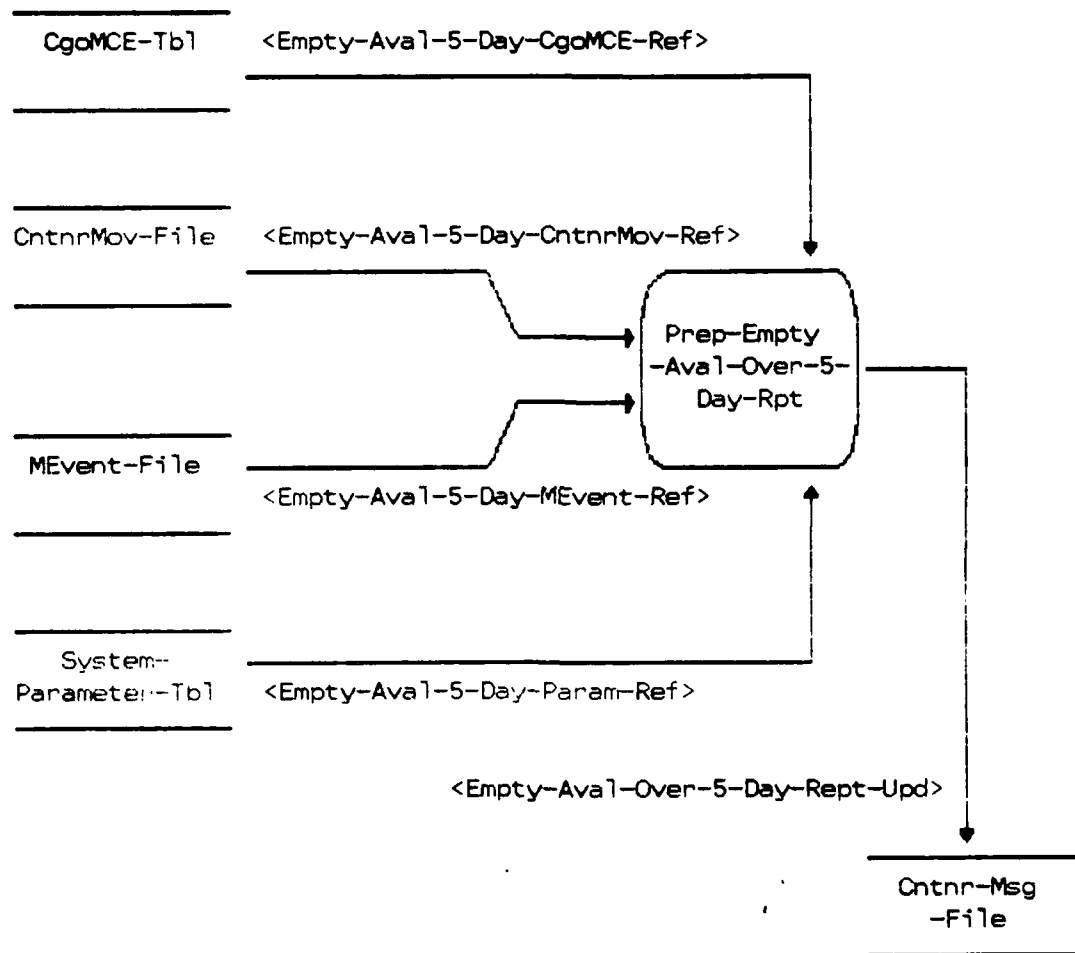 CgoMCE-Tbl
<Empty-Aval-5-Day-CgoMCE-Ref>
CntnrMov-File
<Empty-Aval-5-Day-CntnrMov-Ref>
Prep-Empty
-Aval-Over-5-
Day-Rpt
MEvent-File
<Empty-Aval-5-Day-MEvent-Ref>
System-
Parameter-Tbl
<Empty-Aval-5-Day-Param-Ref>
<Empty-Aval-Over-5-Day-Rept-Upd>
Cntnr-Msg
-File